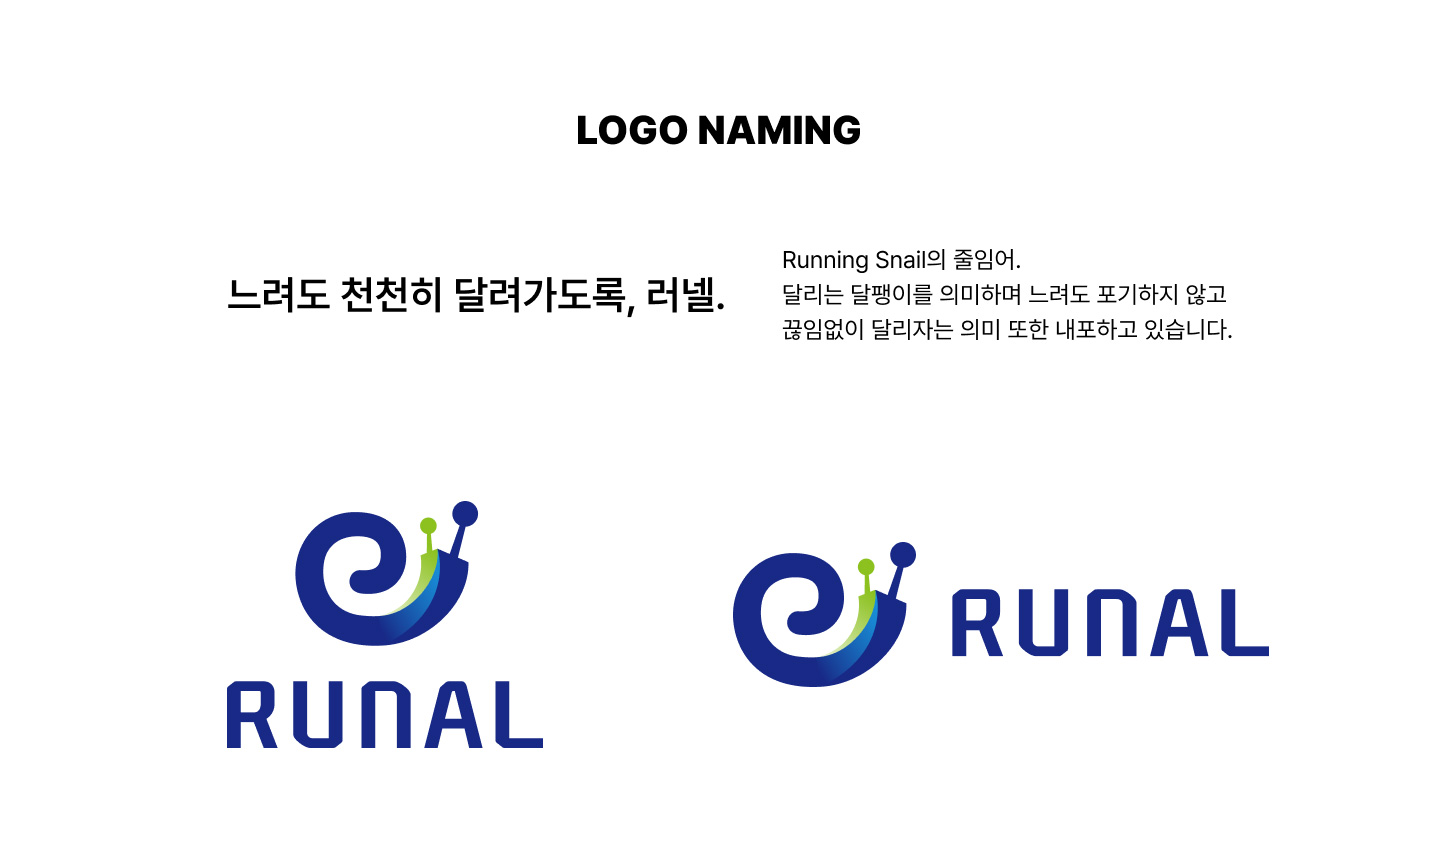 LOGO NAMING
느려도 천천히 달려가도록, 러넬.
Running Snail의 줄임어.
달리는 달팽이를 의미하며 느려도 포기하지 않고
끊임없이 달리자는 의미 또한 내포하고 있습니다.
RUNAL
RUNAL